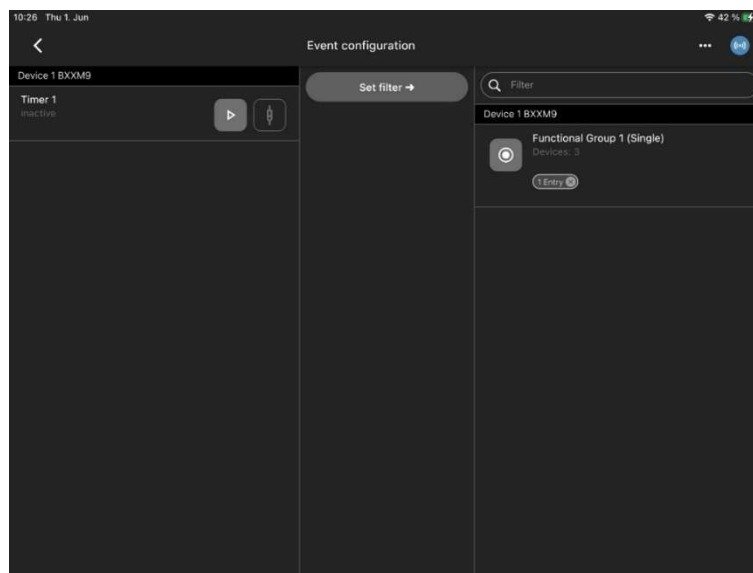 10:26 Thu 1. Jun
42 %
Event configuration
Device 1 BXXM9
Timer 1
inactive
Set filter →
Filter
Device 1 BXXM9
Functional Group 1 (Single)
Devices: 3
1 Entry